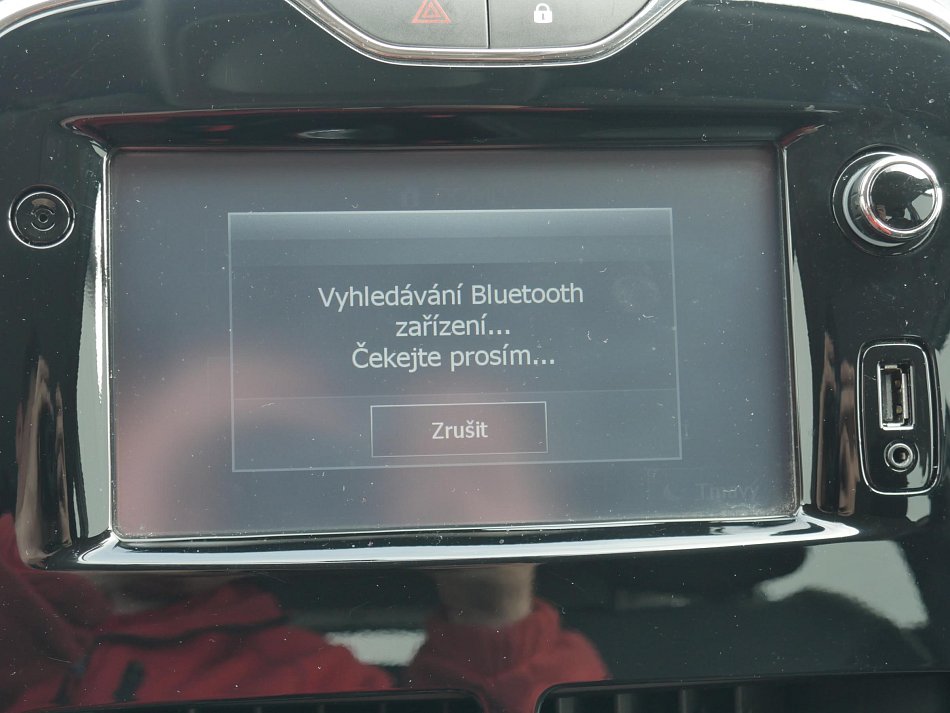 Vyhledávání Bluetooth
zařízení...
Čekejte prosím...
Zrušit